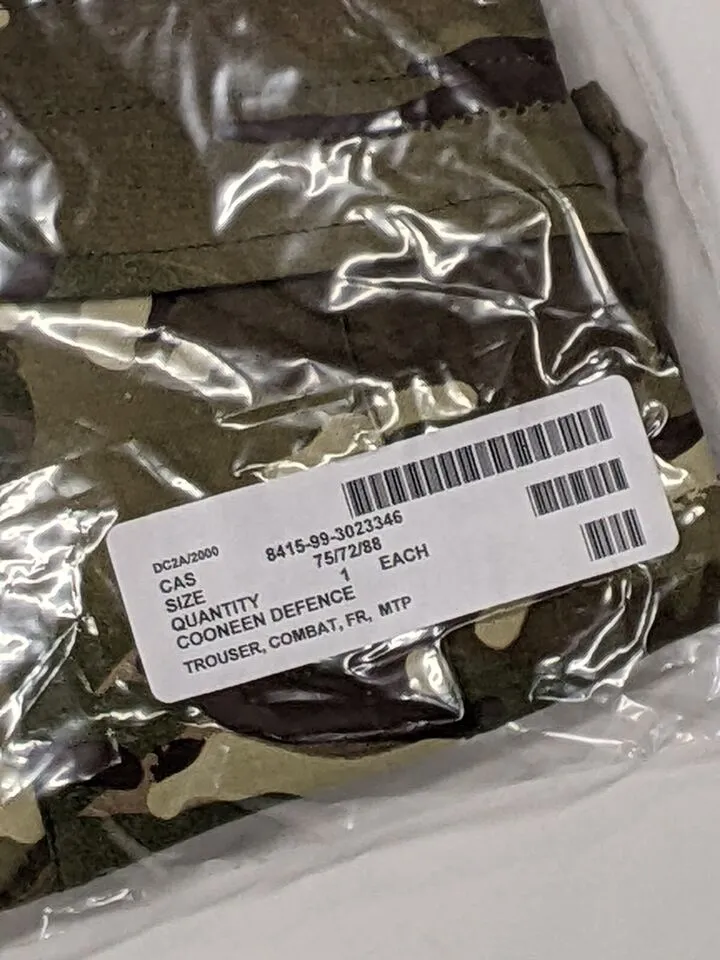 DC2A/2000
CAS 8415-99-3023346
SIZE 75/72/88
QUANTITY 1 EACH
COONEEN DEFENCE
TROUSER, COMBAT, FR, MTP